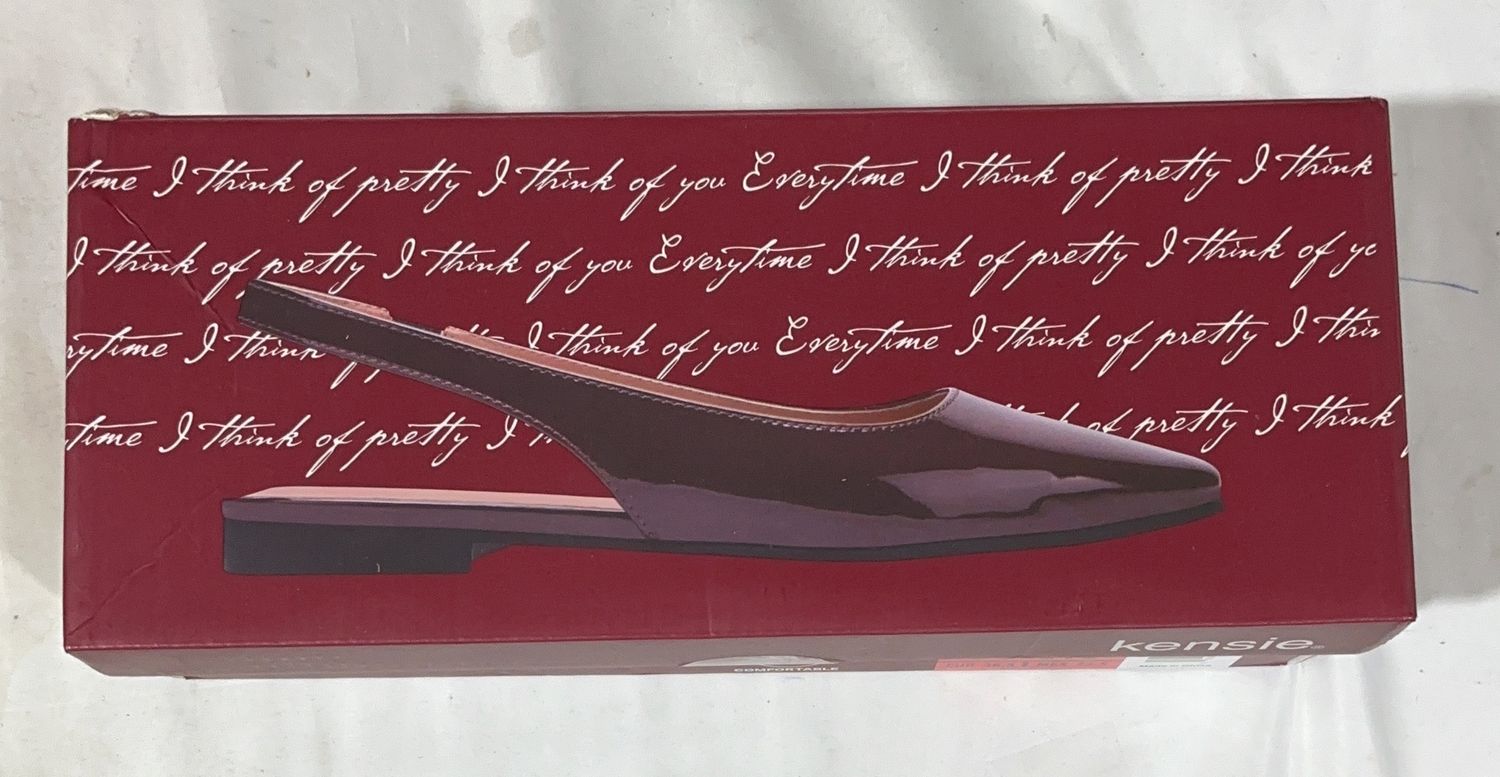 time I think of pretty I think of you Everytime I think of pretty I think
I think of pretty I think of you Everytime I think of pretty I think of yo
rytime I think I think of you Everytime I think of pretty I thin
time I think of pretty I of pretty I think
kensie®
COMFORTABLE